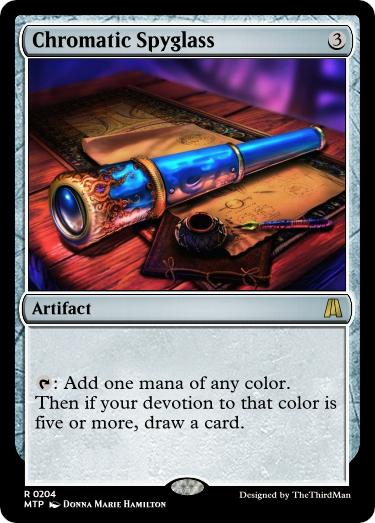 Chromatic Spyglass 3
Artifact
: Add one mana of any color.
Then if your devotion to that color is
five or more, draw a card.
R 0204
MTP Donna Marie Hamilton
Designed by TheThirdMan